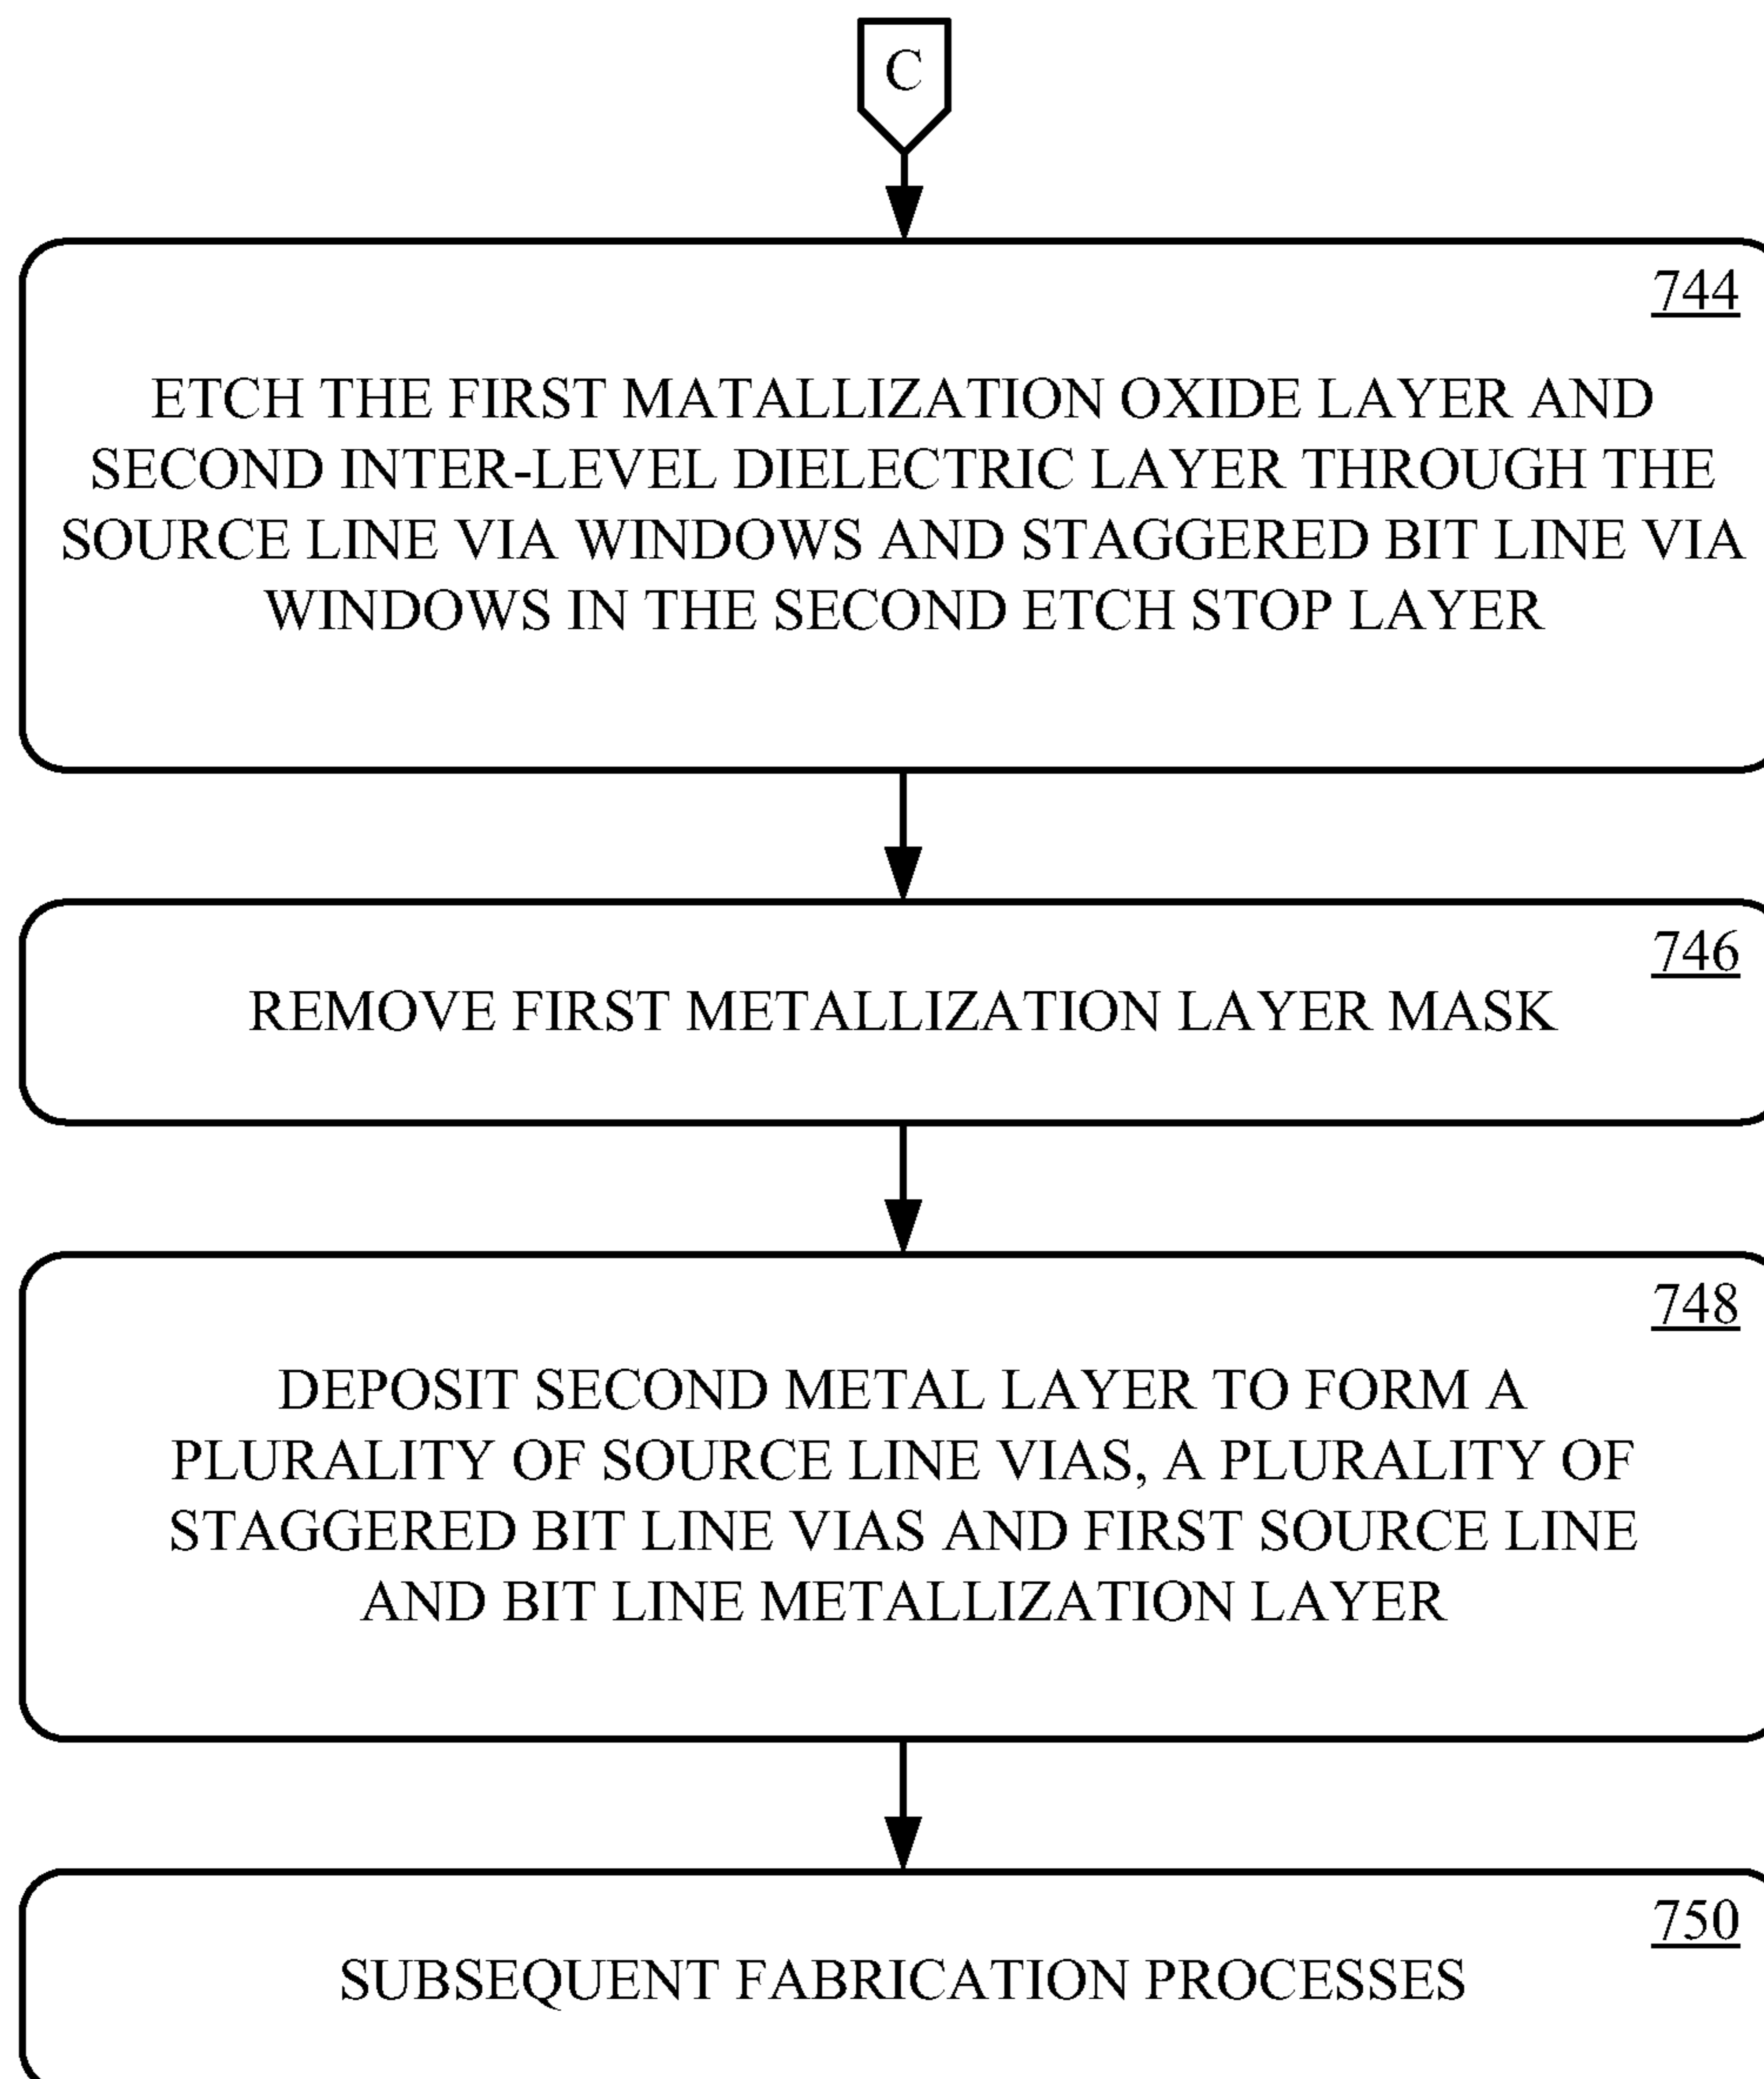 C
744
ETCH THE FIRST MATALLIZATION OXIDE LAYER AND
SECOND INTER-LEVEL DIELECTRIC LAYER THROUGH THE
SOURCE LINE VIA WINDOWS AND STAGGERED BIT LINE VIA
WINDOWS IN THE SECOND ETCH STOP LAYER
746
REMOVE FIRST METALLIZATION LAYER MASK
748
DEPOSIT SECOND METAL LAYER TO FORM A
PLURALITY OF SOURCE LINE VIAS, A PLURALITY OF
STAGGERED BIT LINE VIAS AND FIRST SOURCE LINE
AND BIT LINE METALLIZATION LAYER
750
SUBSEQUENT FABRICATION PROCESSES